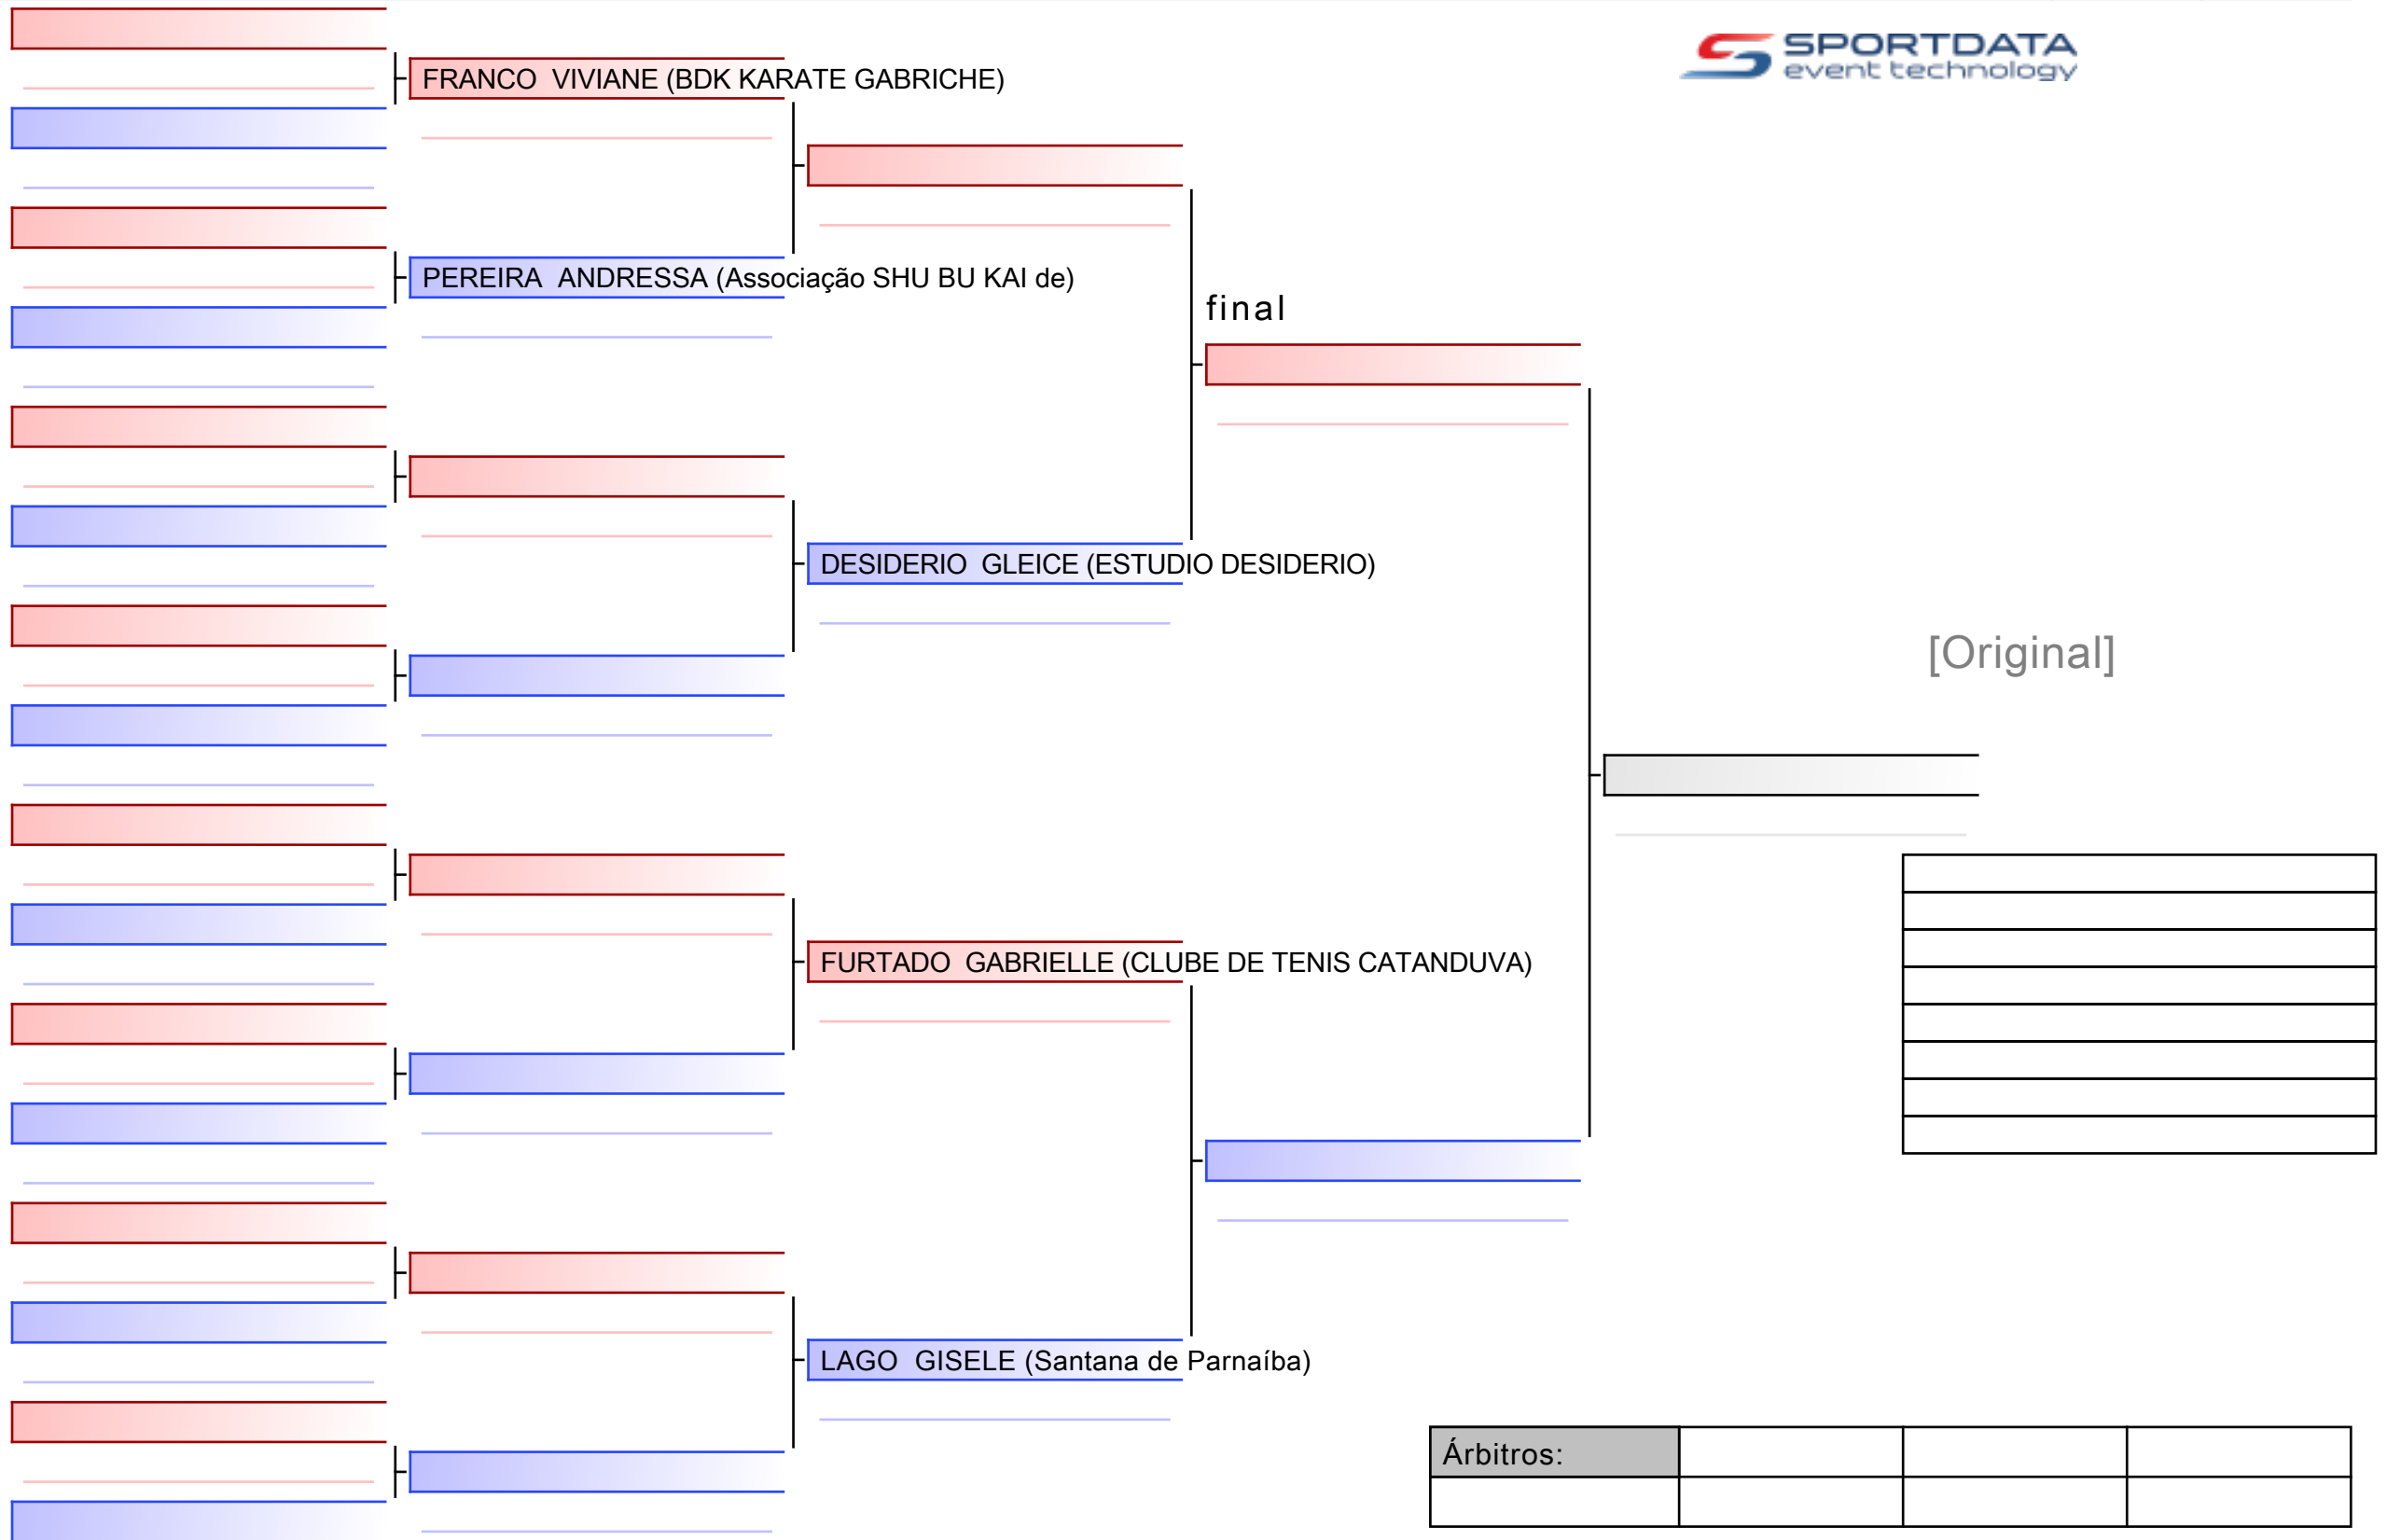 SPORTDATA
event technology
FRANCO  VIVIANE (BDK KARATE GABRICHE)
PEREIRA  ANDRESSA (Associação SHU BU KAI de)
final
DESIDERIO  GLEICE (ESTUDIO DESIDERIO)
[Original]
FURTADO  GABRIELLE (CLUBE DE TENIS CATANDUVA)
LAGO  GISELE (Santana de Parnaíba)
Árbitros: